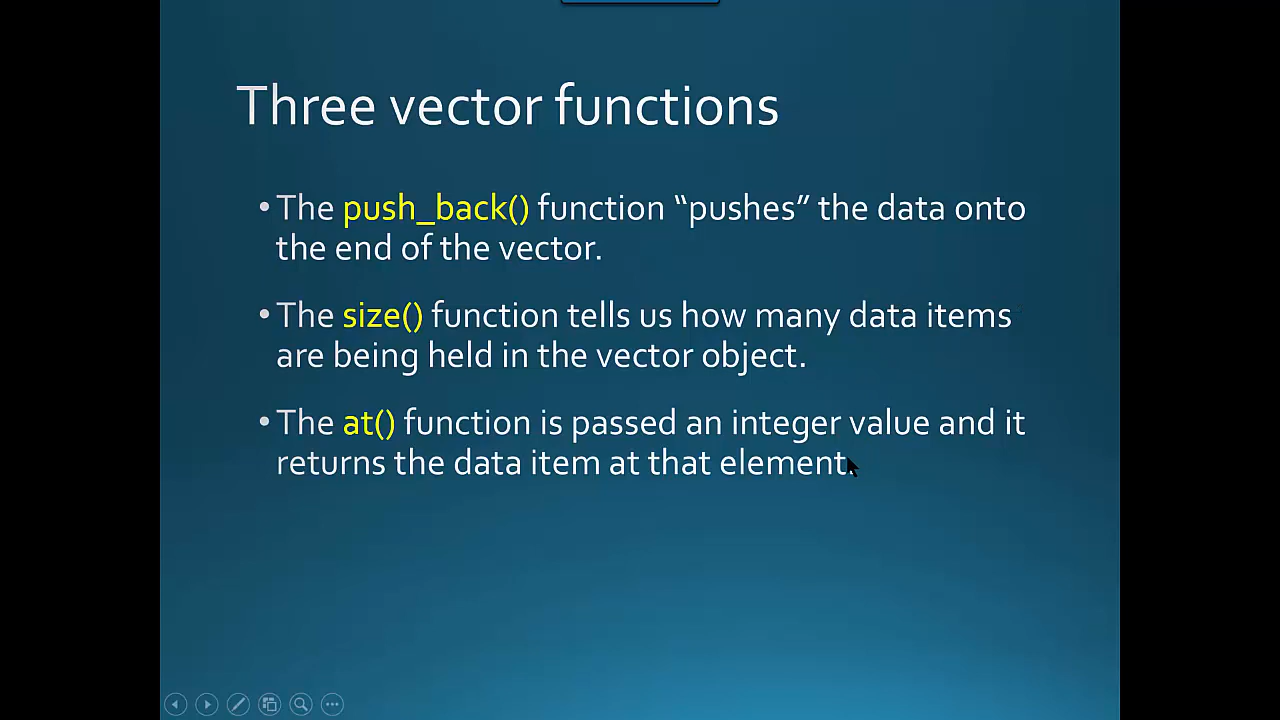 Three vector functions
•The push_back() function “pushes” the data onto
the end of the vector.
•The size() function tells us how many data items
are being held in the vector object.
•The at() function is passed an integer value and it
returns the data item at that element.